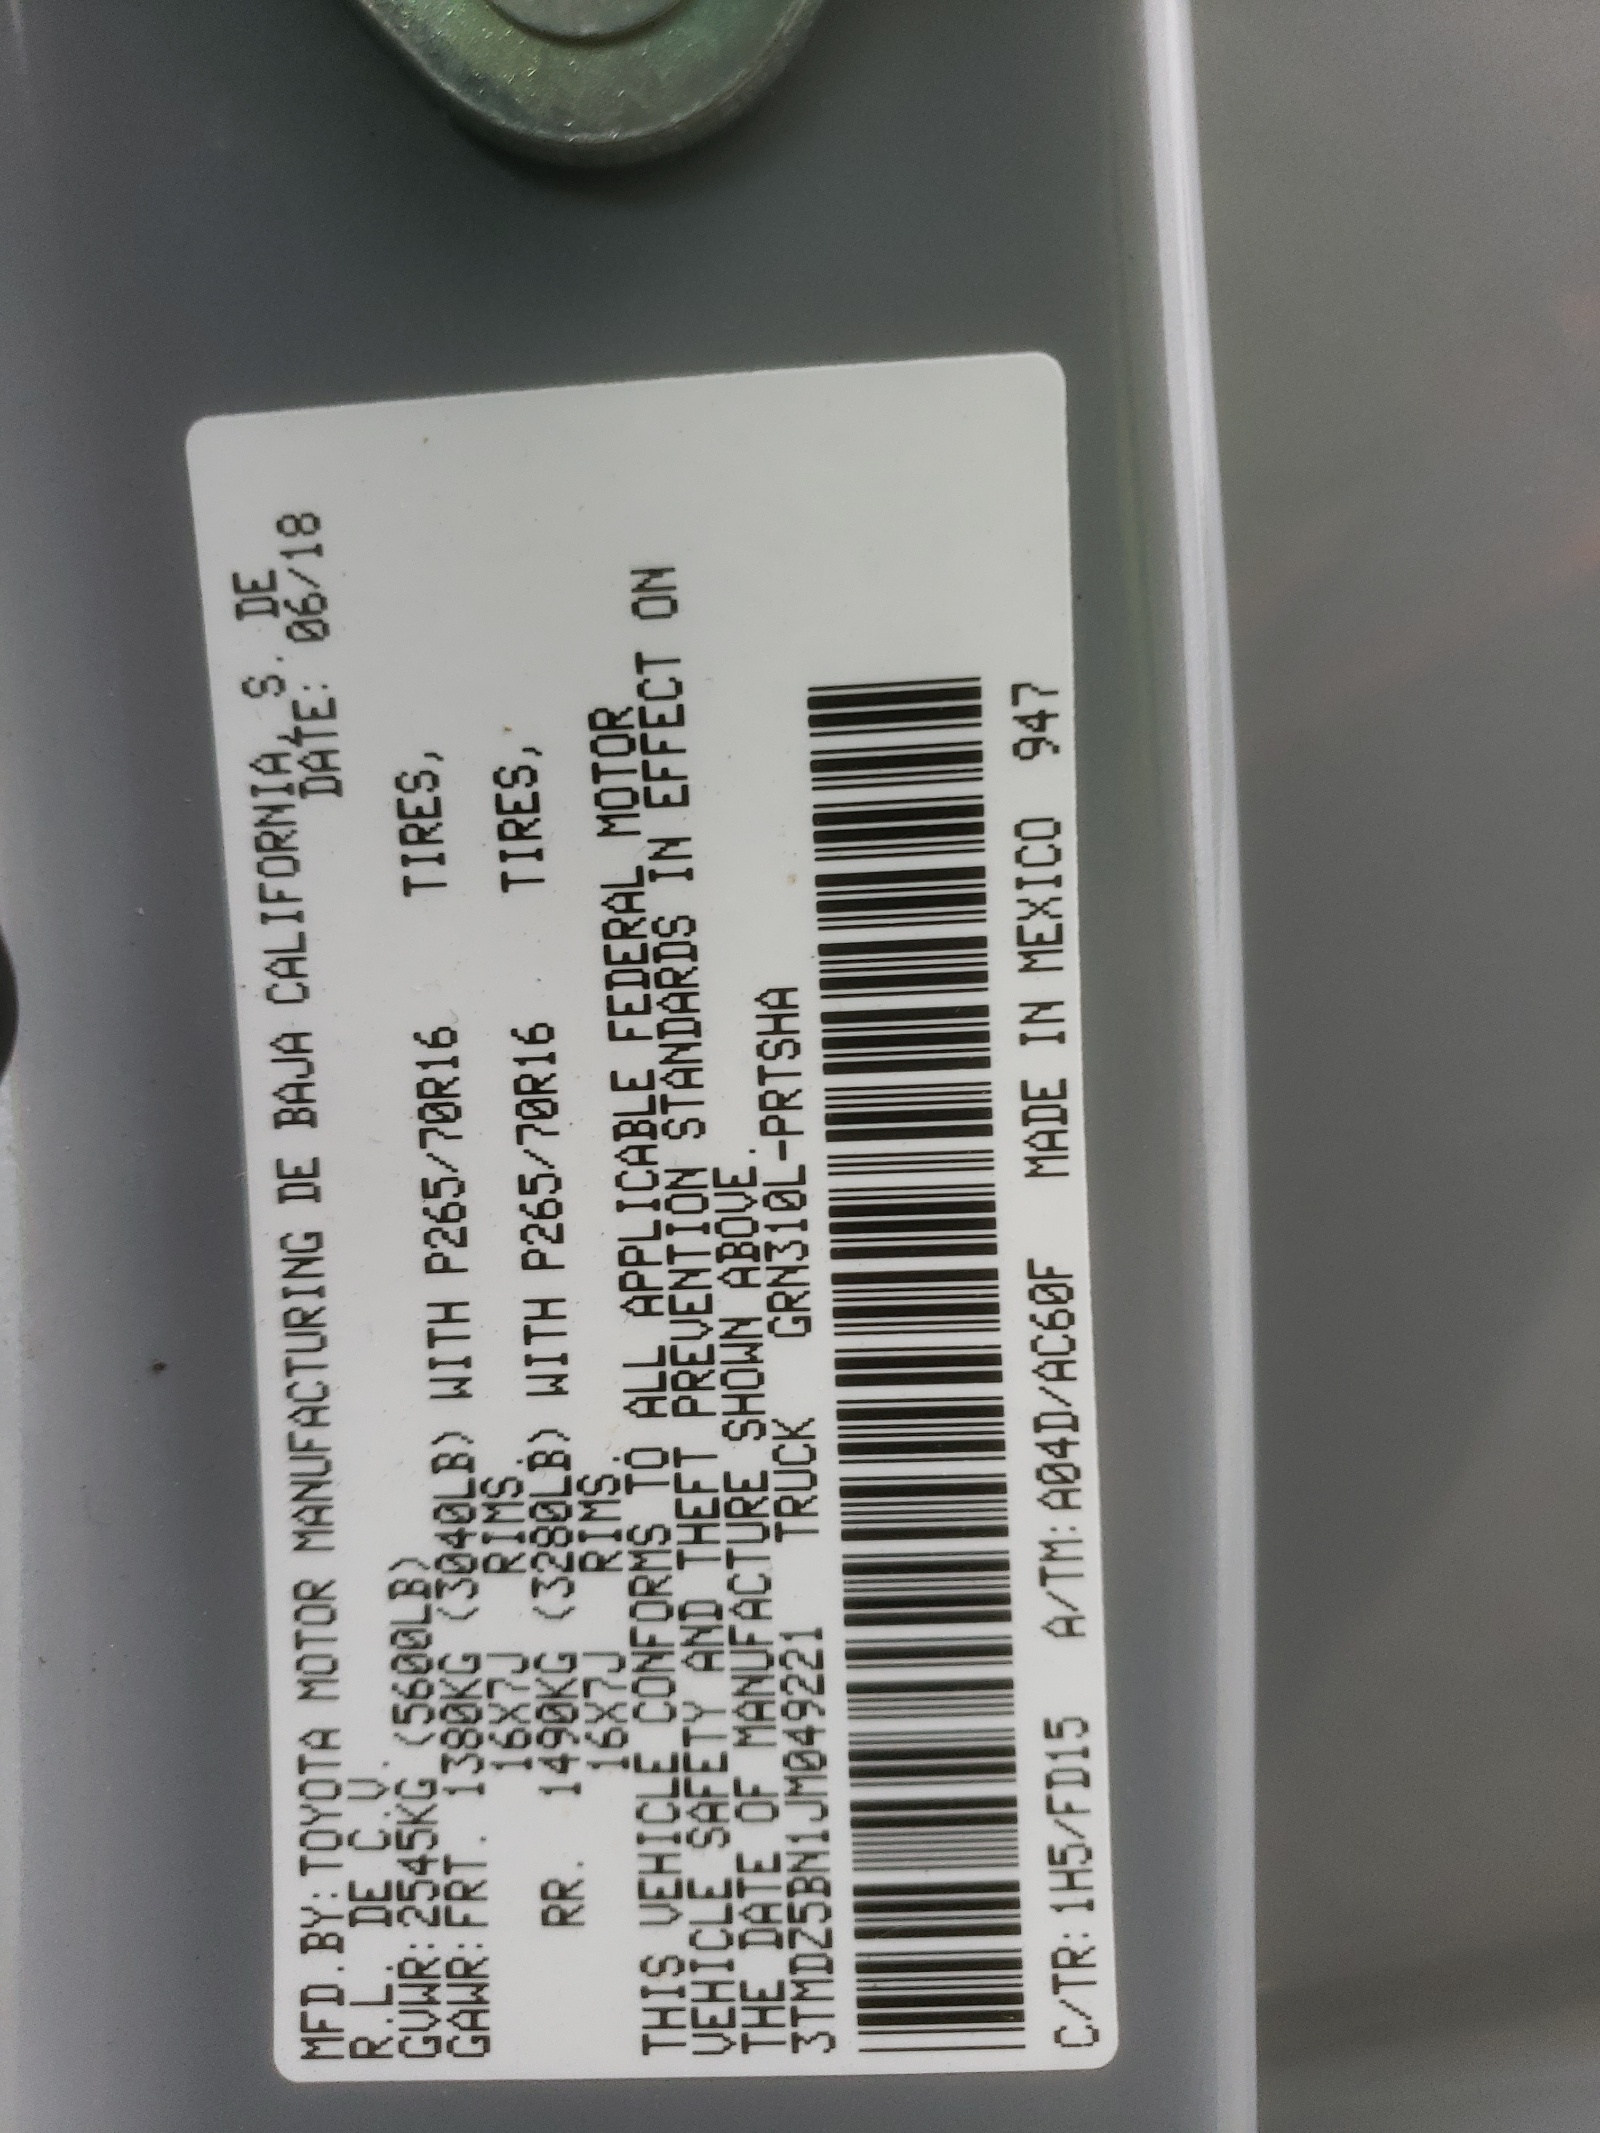 MFD.BY:TOYOTA MOTOR MANUFACTURING DE BAJA CALIFORNIA, S. DE
R.L. DE C.V. DATE: 06/18
GVWR:2545KG (5600LB)
GAWR:FRT. 1380KG (3040LB) WITH P265/70R16 TIRES,
16X7J RIMS.
RR. 1490KG (3280LB) WITH P265/70R16 TIRES,
16X7J RIMS.
THIS VEHICLE CONFORMS TO ALL APPLICABLE FEDERAL MOTOR
VEHICLE SAFETY AND THEFT PREVENTION STANDARDS IN EFFECT ON
THE DATE OF MANUFACTURE SHOWN ABOVE.
3TMDZ5BN1JM049221 TRUCK GRN310L-PRTSHA
C/TR:1H5/FD15 A/TM:A04D/AC60F MADE IN MEXICO 947